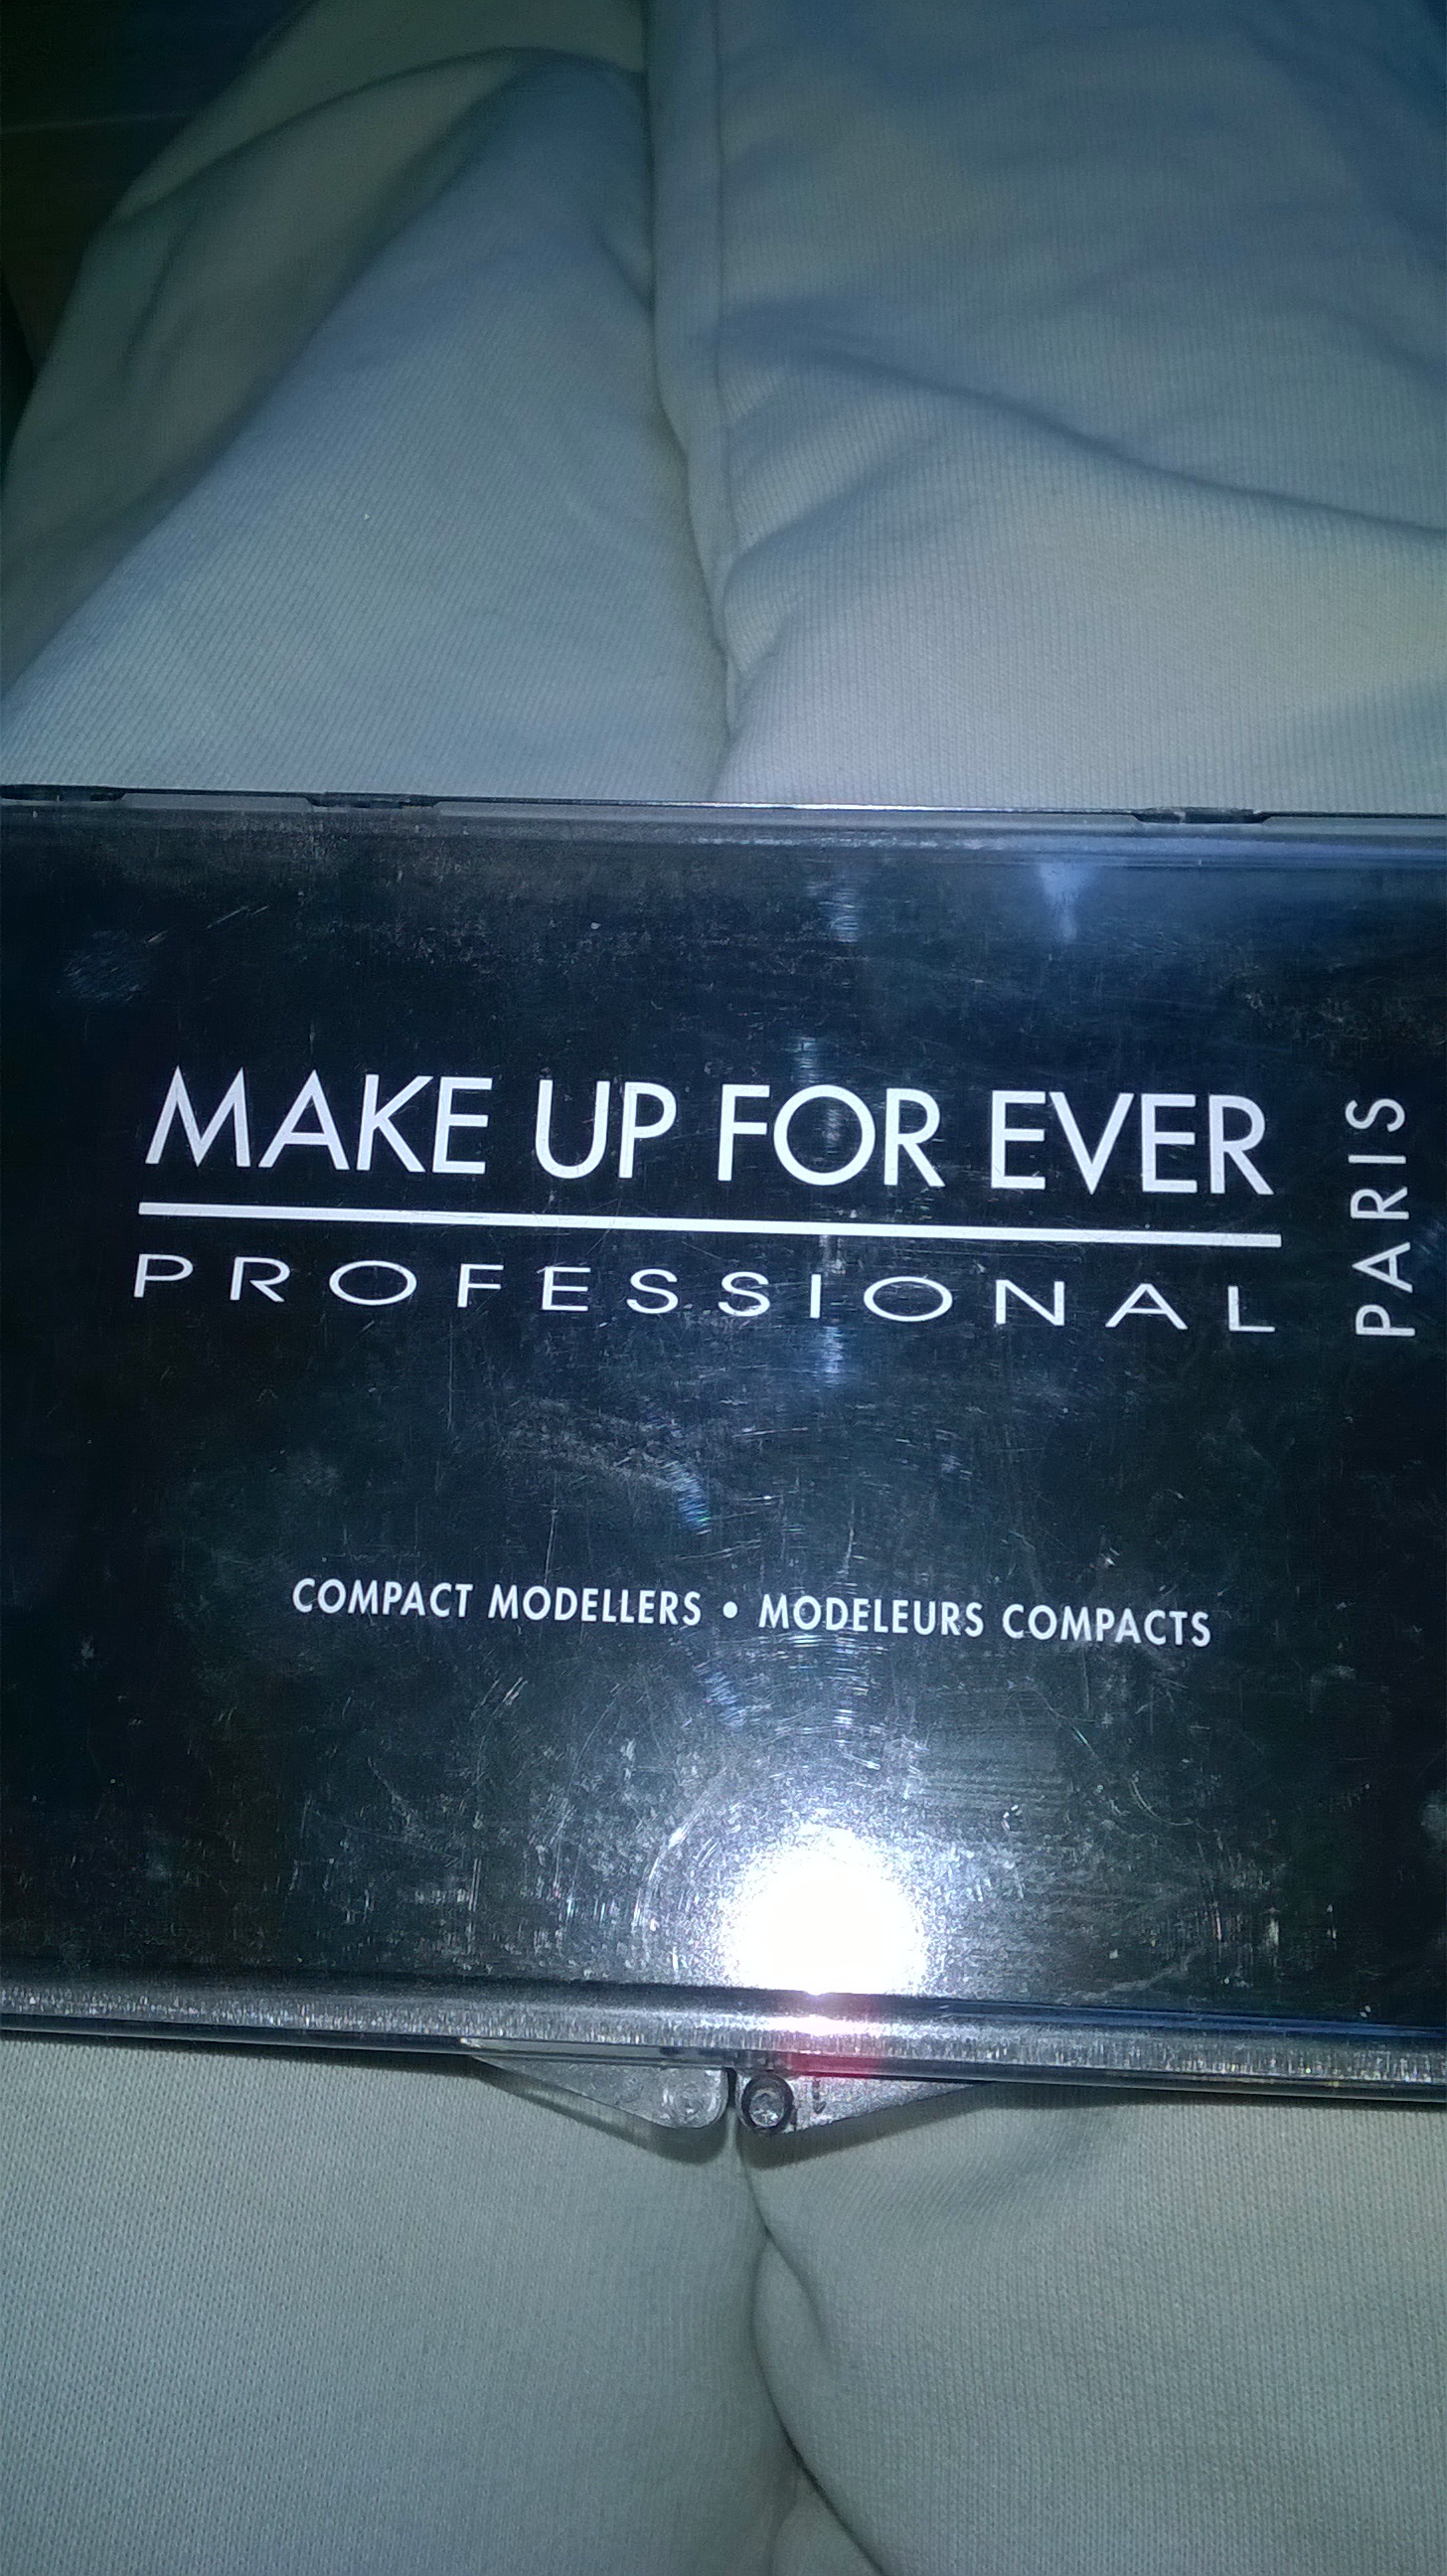 MAKE UP FOR EVER
PROFESSIONAL
PARIS
COMPACT MODELLERS • MODELEURS COMPACTS